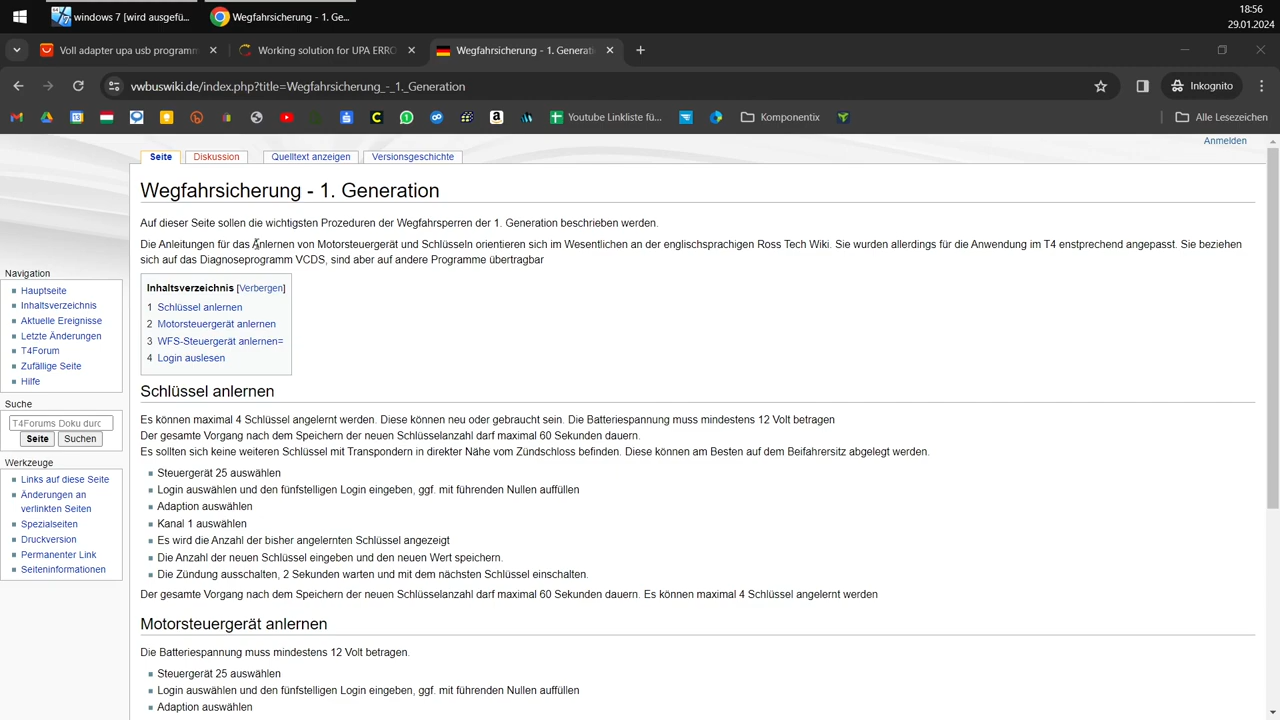 windows 7 [wird ausgefü...
Wegfahrsicherung - 1. Ge...
18:56
29.01.2024
Voll adapter upa usb programm
Working solution for UPA ERRO
Wegfahrsicherung - 1. Generati
vwbuswiki.de/index.php?title=Wegfahrsicherung_-_1._Generation
Inkognito
Youtube Linkliste fü...
Komponentix
Alle Lesezeichen
Anmelden
Seite
Diskussion
Quelltext anzeigen
Versionsgeschichte
Wegfahrsicherung - 1. Generation
Auf dieser Seite sollen die wichtigsten Prozeduren der Wegfahrsperren der 1. Generation beschrieben werden.
Die Anleitungen für das Anlernen von Motorsteuergerät und Schlüsseln orientieren sich im Wesentlichen an der englischsprachigen Ross Tech Wiki. Sie wurden allerdings für die Anwendung im T4 enstprechend angepasst. Sie beziehen
sich auf das Diagnoseprogramm VCDS, sind aber auf andere Programme übertragbar
Inhaltsverzeichnis [Verbergen]
1 Schlüssel anlernen
2 Motorsteuergerät anlernen
3 WFS-Steuergerät anlernen=
4 Login auslesen
Navigation
Hauptseite
Inhaltsverzeichnis
Aktuelle Ereignisse
Letzte Änderungen
T4Forum
Zufällige Seite
Hilfe
Suche
T4Forums Doku durc
Seite
Suchen
Werkzeuge
Links auf diese Seite
Änderungen an
verlinkten Seiten
Spezialseiten
Druckversion
Permanenter Link
Seiteninformationen
Schlüssel anlernen
Es können maximal 4 Schlüssel angelernt werden. Diese können neu oder gebraucht sein. Die Batteriespannung muss mindestens 12 Volt betragen
Der gesamte Vorgang nach dem Speichern der neuen Schlüsselanzahl darf maximal 60 Sekunden dauern.
Es sollten sich keine weiteren Schlüssel mit Transpondern in direkter Nähe vom Zündschloss befinden. Diese können am Besten auf dem Beifahrersitz abgelegt werden.
Steuergerät 25 auswählen
Login auswählen und den fünfstelligen Login eingeben, ggf. mit führenden Nullen auffüllen
Adaption auswählen
Kanal 1 auswählen
Es wird die Anzahl der bisher angelernten Schlüssel angezeigt
Die Anzahl der neuen Schlüssel eingeben und den neuen Wert speichern.
Die Zündung ausschalten, 2 Sekunden warten und mit dem nächsten Schlüssel einschalten.
Der gesamte Vorgang nach dem Speichern der neuen Schlüsselanzahl darf maximal 60 Sekunden dauern. Es können maximal 4 Schlüssel angelernt werden
Motorsteuergerät anlernen
Die Batteriespannung muss mindestens 12 Volt betragen.
Steuergerät 25 auswählen
Login auswählen und den fünfstelligen Login eingeben, ggf. mit führenden Nullen auffüllen
Adaption auswählen